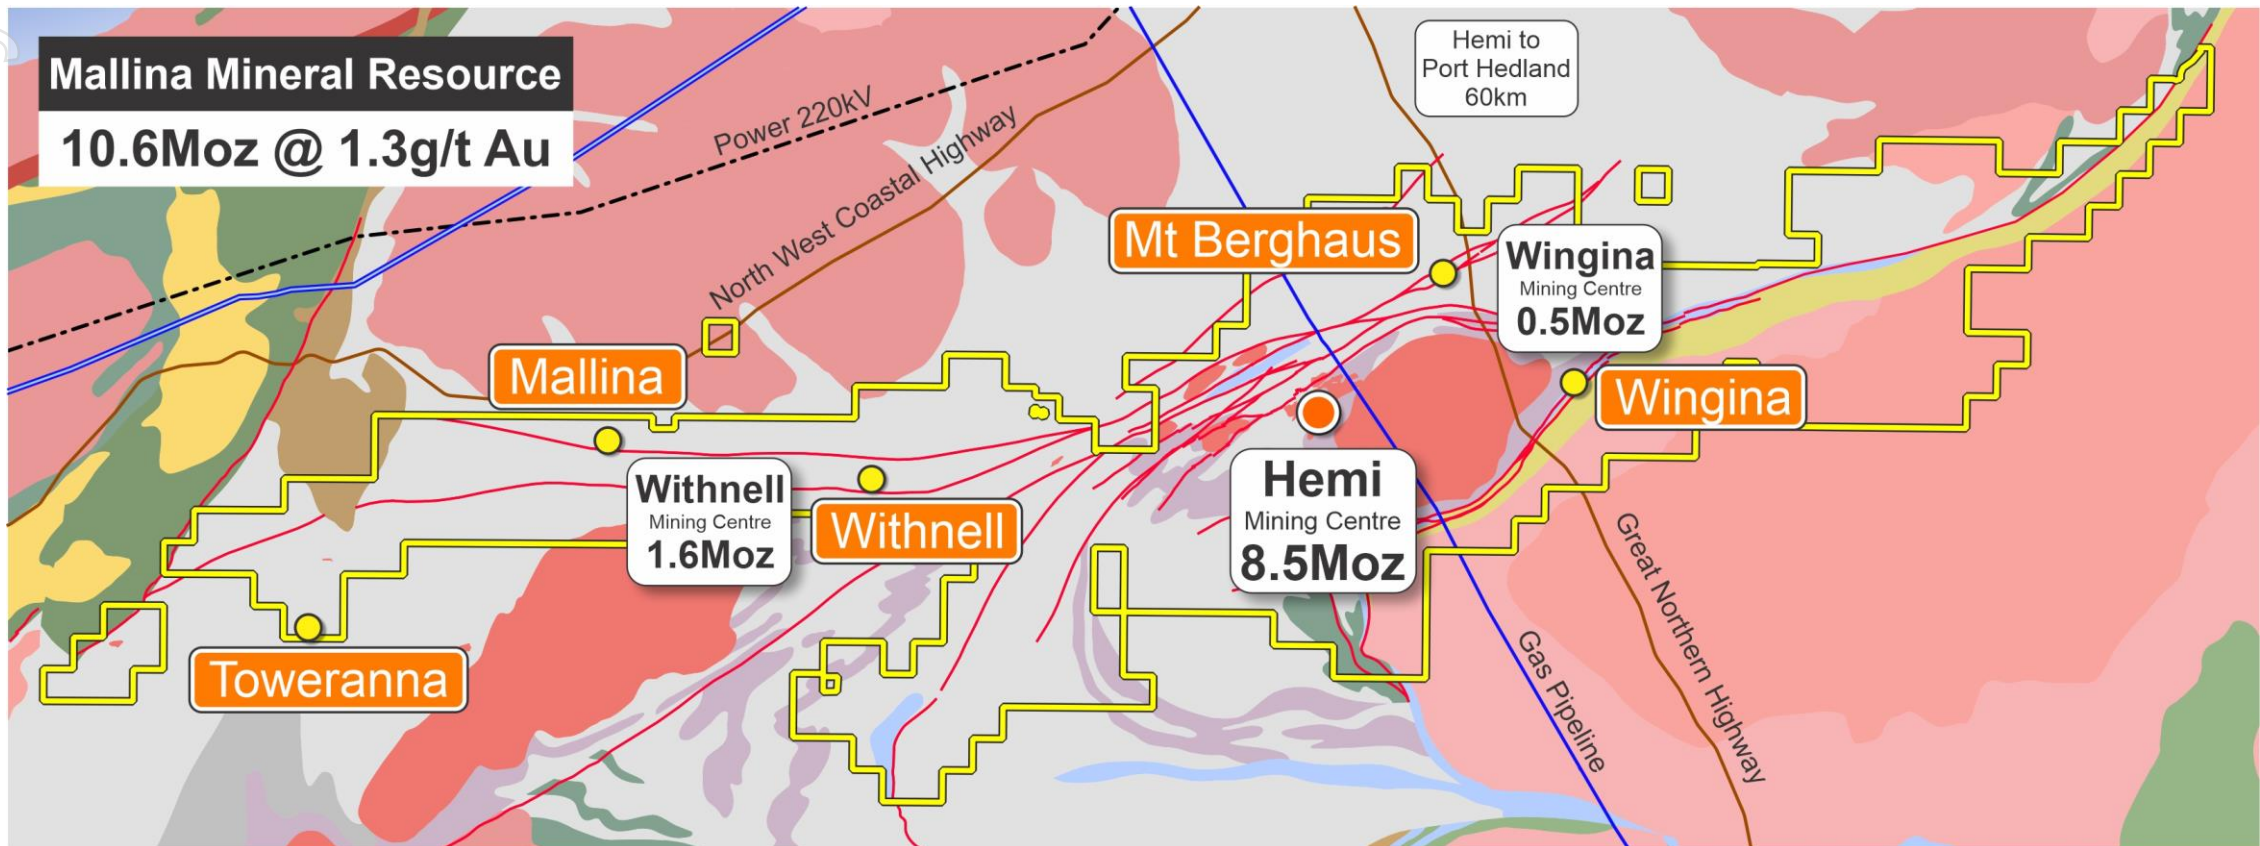 Mallina Mineral Resource
10.6Moz @ 1.3g/t Au
Power 220kV
North West Coastal Highway
Hemi to
Port Hedland
60km
Mt Berghaus
Wingina
Mining Centre
0.5Moz
Mallina
Wingina
Withnell
Mining Centre
1.6Moz
Withnell
Hemi
Mining Centre
8.5Moz
Toweranna
Gas Pipeline
Great Northern Highway